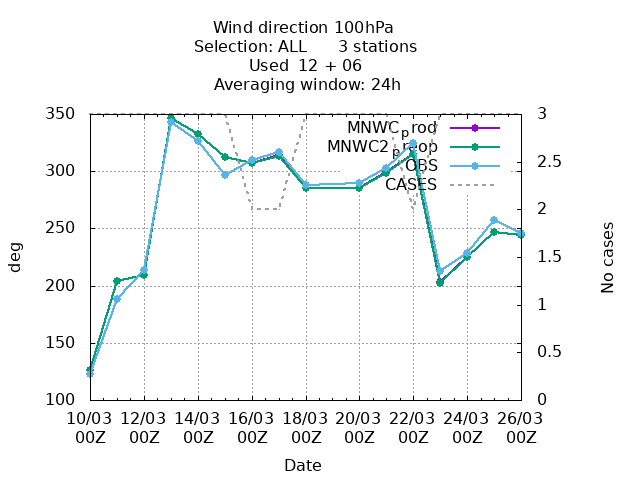 Wind direction 100hPa
Selection: ALL 3 stations
Used 12 + 06
Averaging window: 24h
350
300
250
200
150
100
deg
3
2.5
2
1.5
1
0.5
0
No cases
MNWC_prod
MNWC2_preop
OBS
CASES
10/03 12/03 14/03 16/03 18/03 20/03 22/03 24/03 26/03
00Z 00Z 00Z 00Z 00Z 00Z 00Z 00Z 00Z
Date